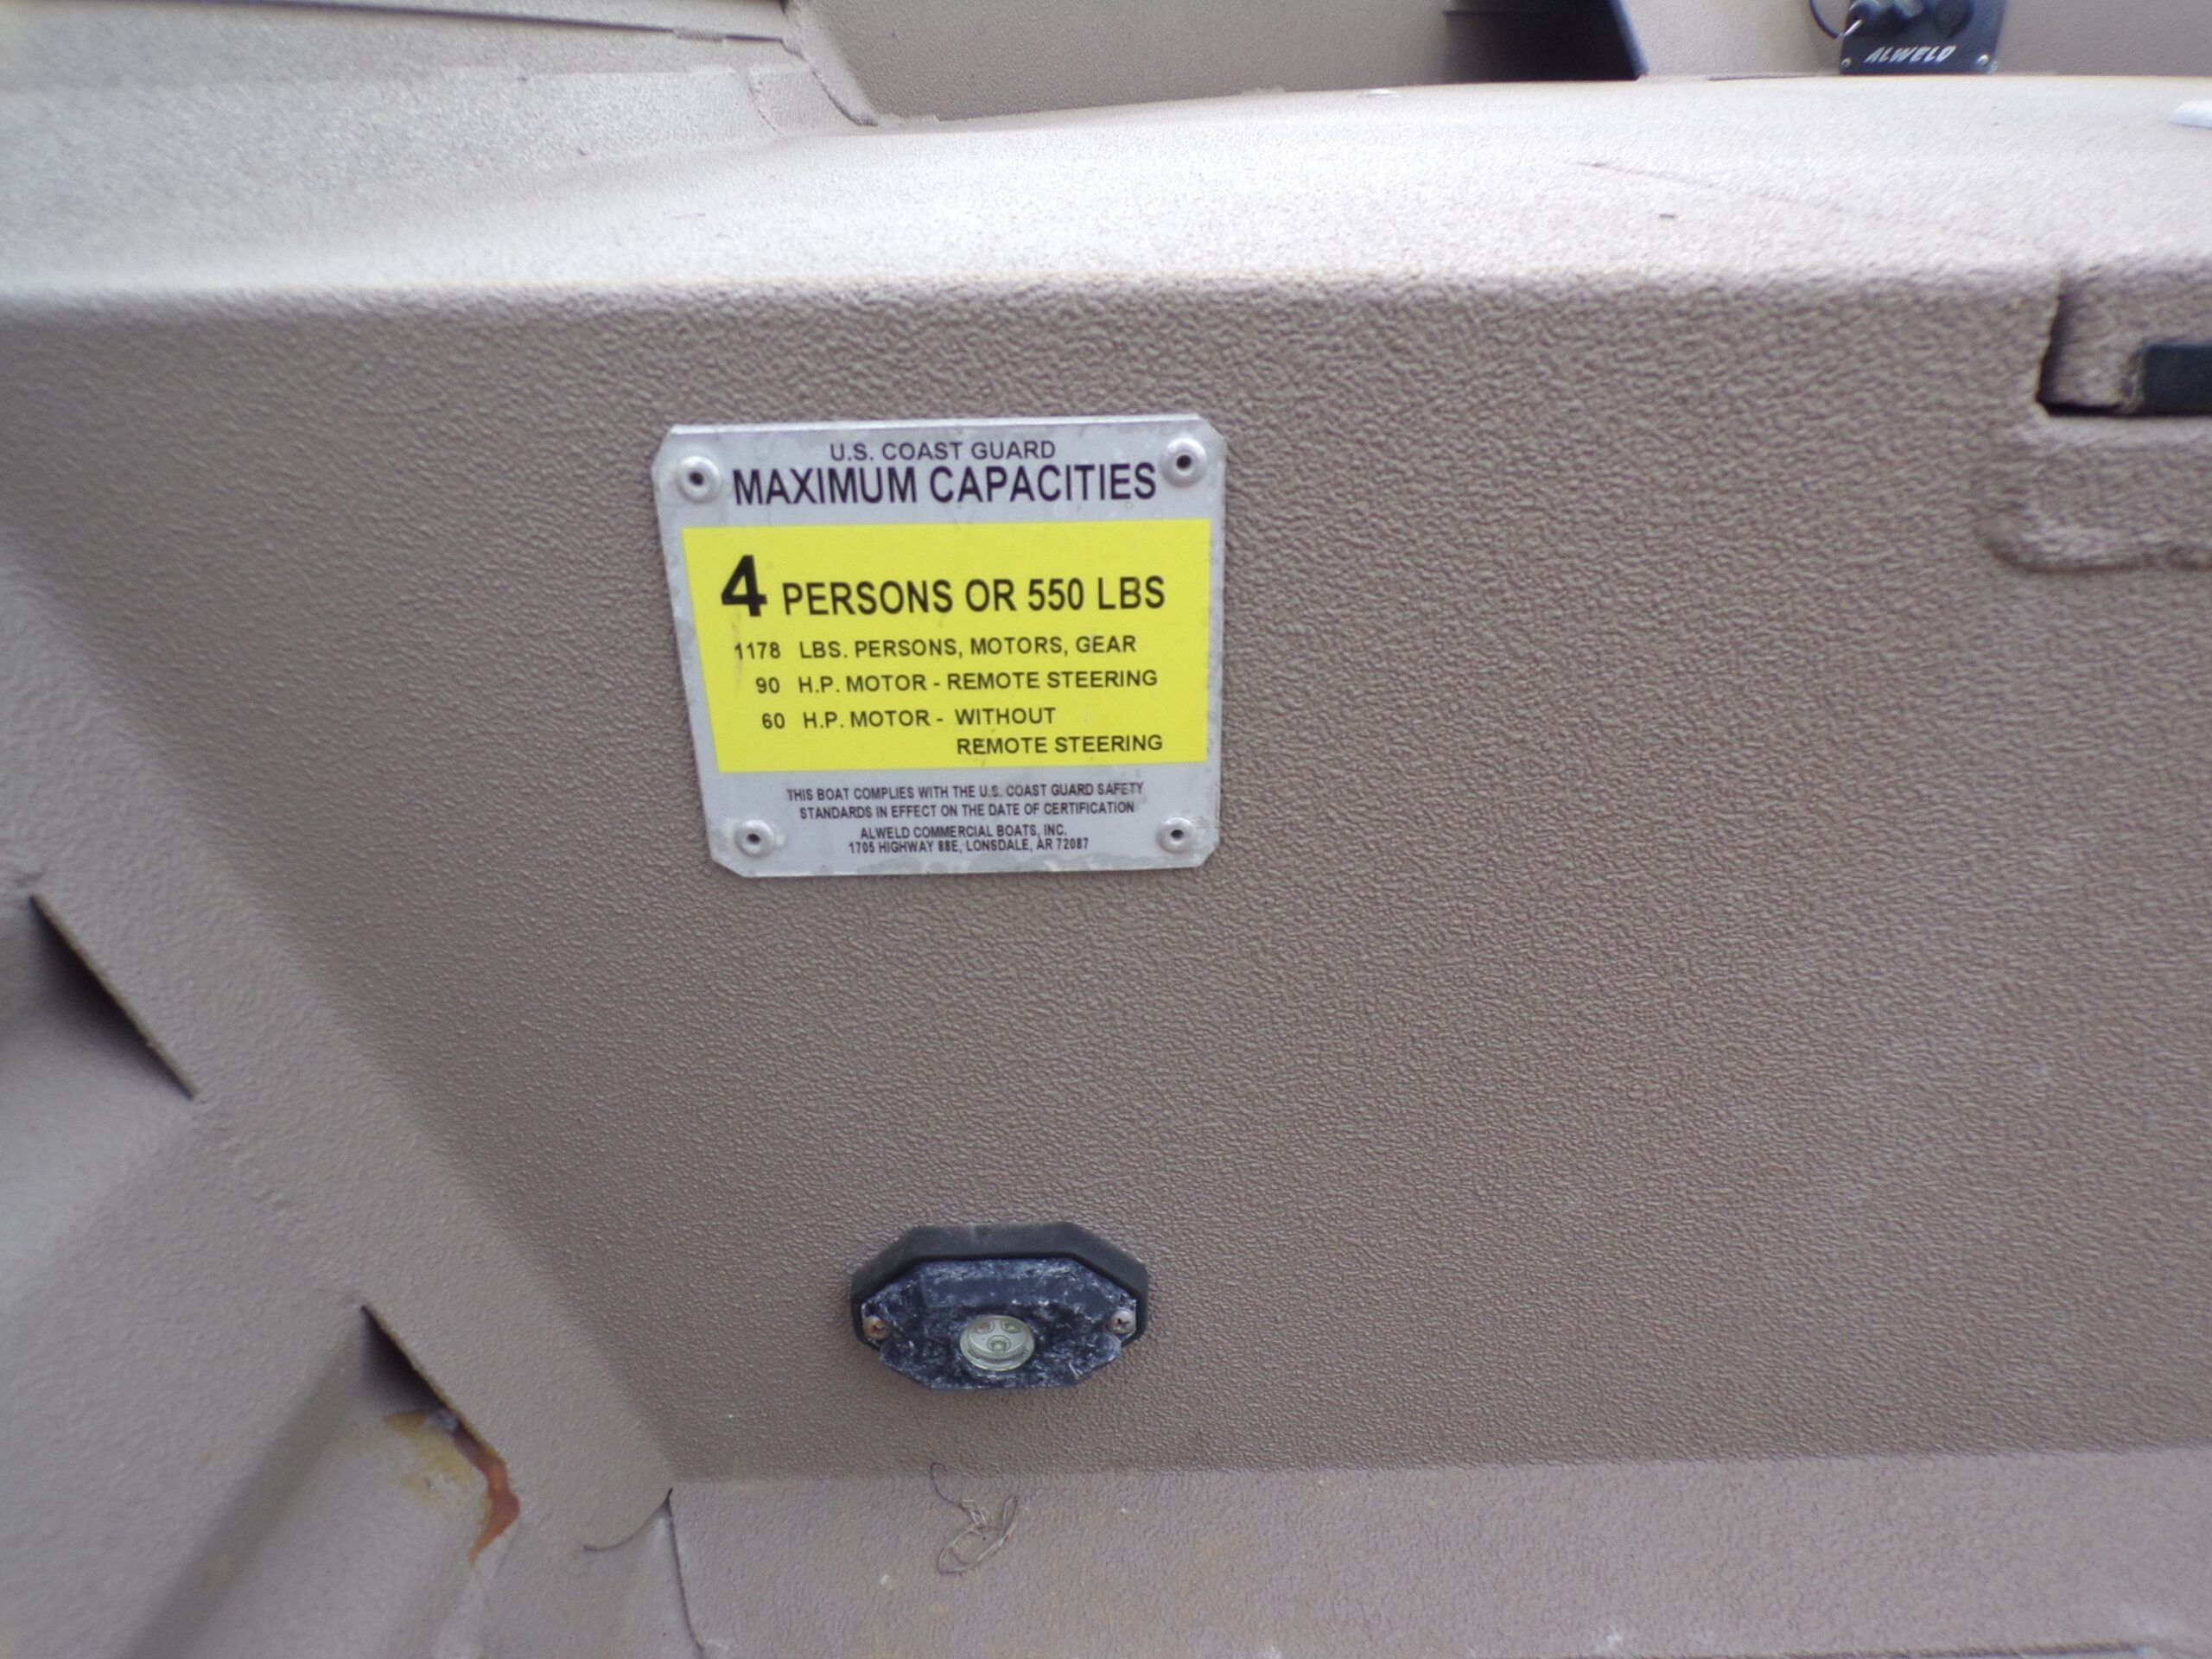 ALWELD
U.S. COAST GUARD
MAXIMUM CAPACITIES
4 PERSONS OR 550 LBS
1178 LBS. PERSONS, MOTORS, GEAR
90 H.P. MOTOR - REMOTE STEERING
60 H.P. MOTOR - WITHOUT
REMOTE STEERING
THIS BOAT COMPLIES WITH THE U.S. COAST GUARD SAFETY
STANDARDS IN EFFECT ON THE DATE OF CERTIFICATION
ALWELD COMMERCIAL BOATS, INC.
1705 HIGHWAY 88E, LONSDALE, AR 72087